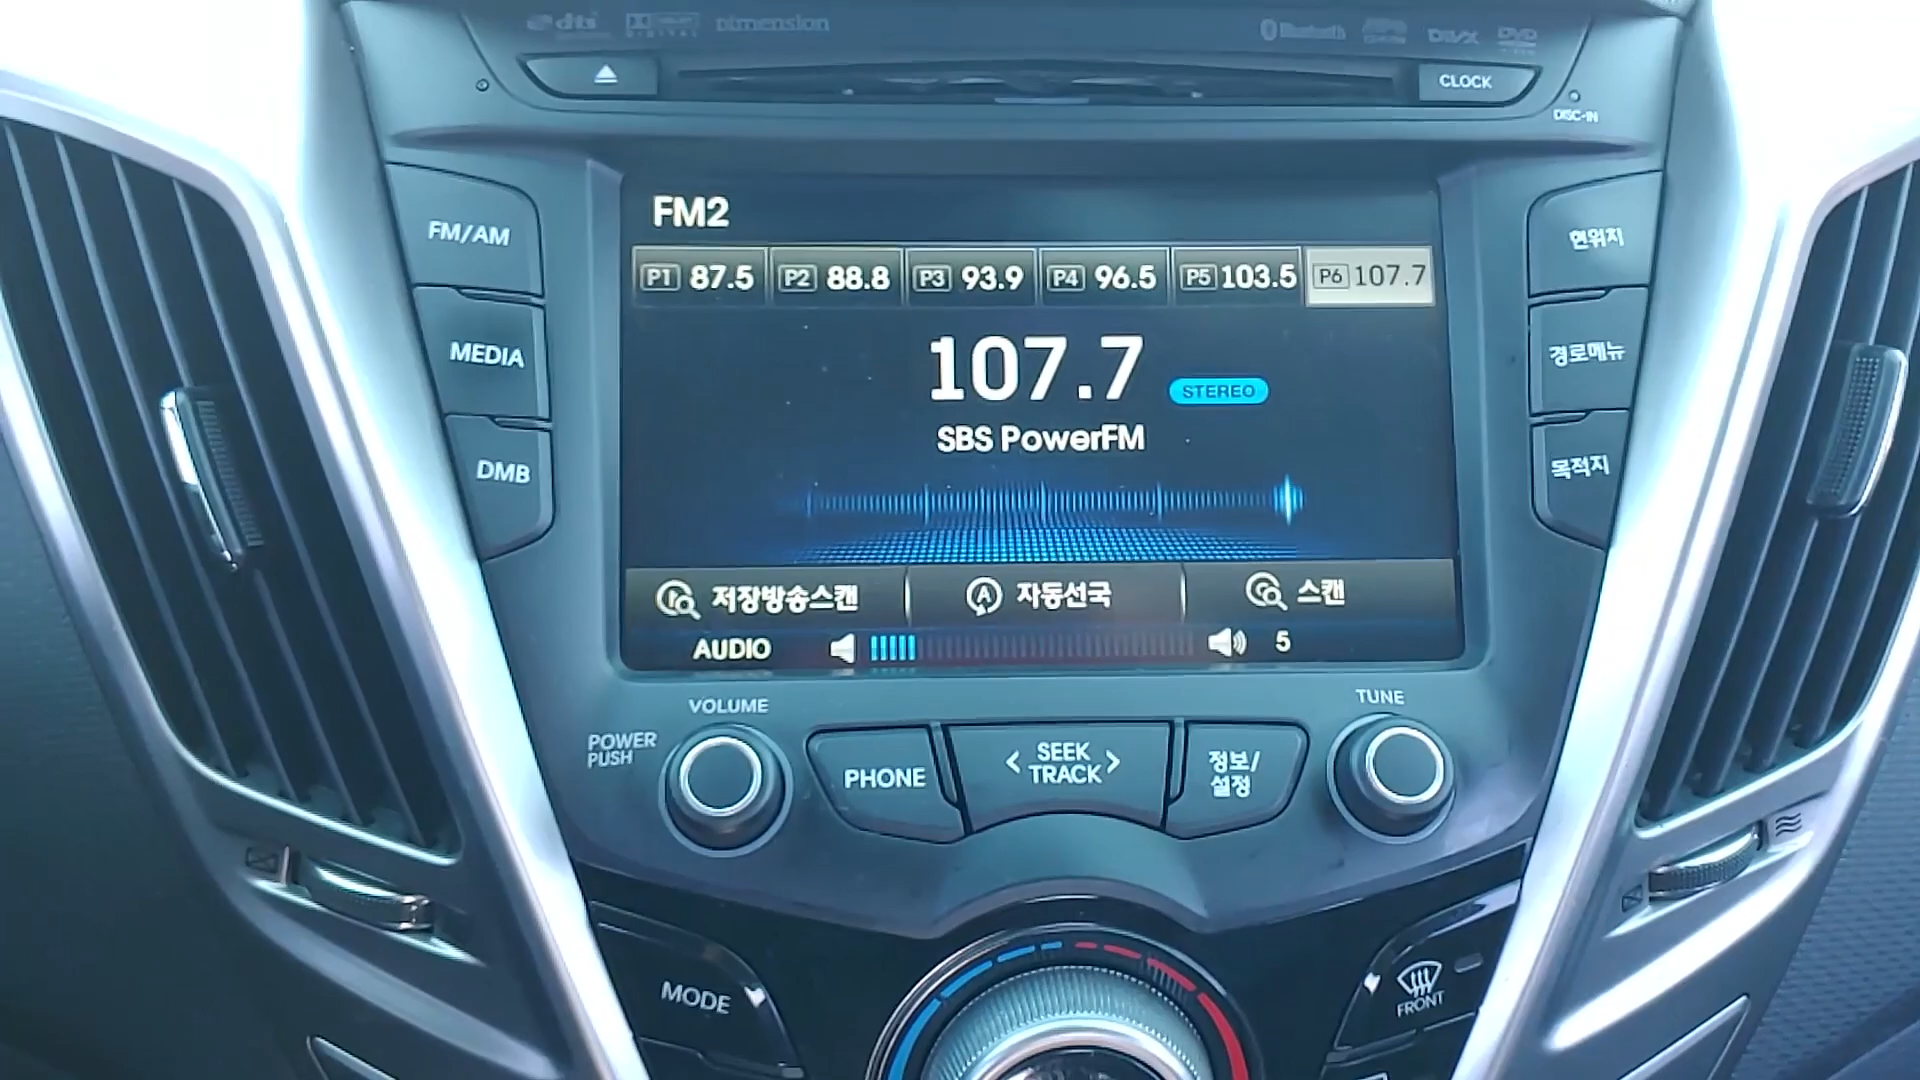 dts
DOLBY DIGITAL
Dimension
Bluetooth
DIVX
DVD
CLOCK
DISC-IN
FM/AM
MEDIA
DMB
FM2
P1 87.5
P2 88.8
P3 93.9
P4 96.5
P5 103.5
P6 107.7
107.7
STEREO
SBS PowerFM
저장방송스캔
자동선국
스캔
AUDIO
5
현위치
경로메뉴
목적지
VOLUME
POWER
PUSH
PHONE
< SEEK
TRACK >
정보/
설정
TUNE
MODE
FRONT